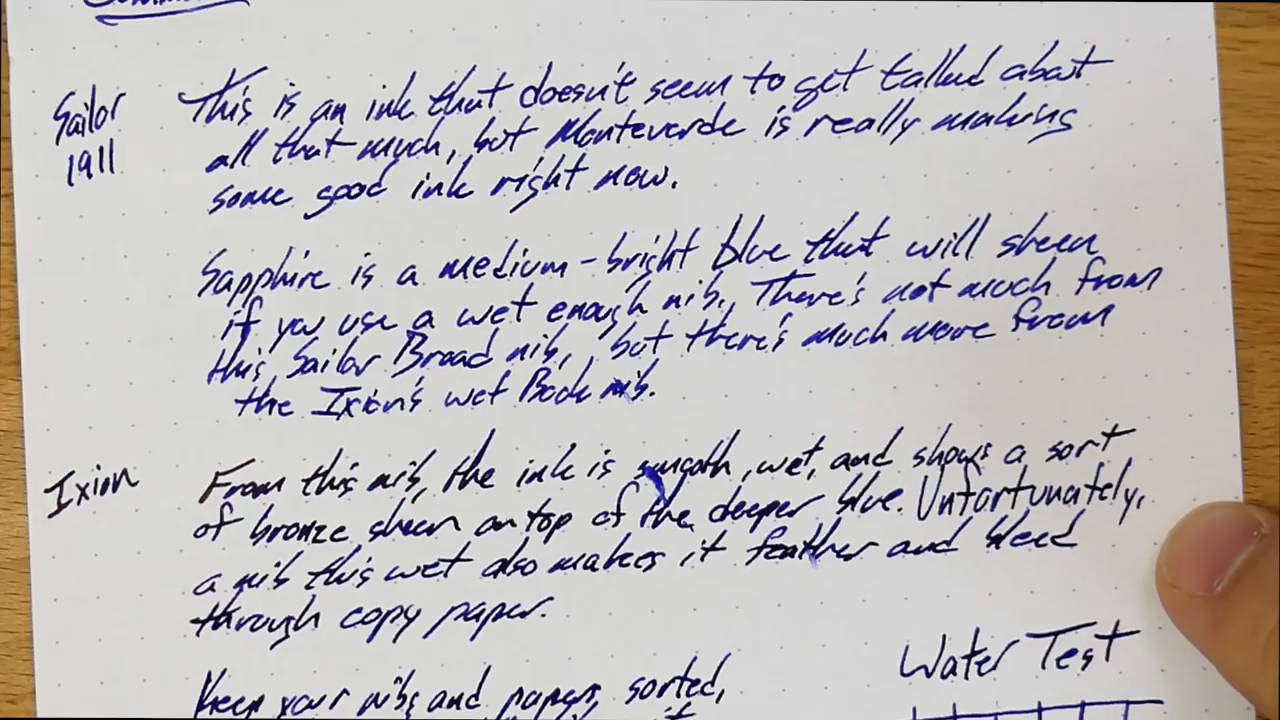 Sailor
1911
This is an ink that doesn't seem to get talked about
all that much, but Monteverde is really making
some good ink right now.
Sapphire is a medium-bright blue that will sheen
if you use a wet enough nib. There's not much from
this Sailor Broad nib, but there's much more from
the Ixion's wet Bock nib.
Ixion
From this nib, the ink is smooth, wet, and shows a sort
of bronze sheen on top of the deeper blue. Unfortunately,
a nib this wet also makes it feather and bleed
through copy paper.
Water Test
Keep your nibs and papers sorted,